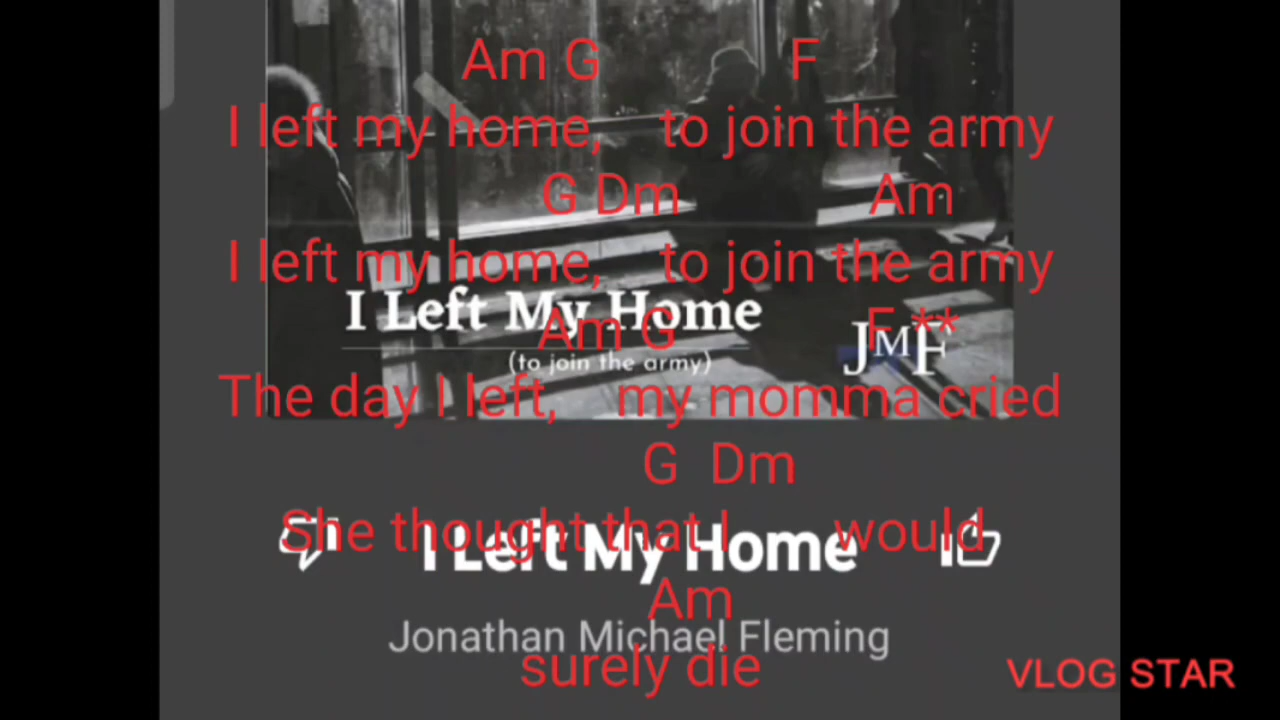 Am G F
I left my home, to join the army
G Dm Am
I left my home, to join the army
I Left My Home
Am G F **
JMF
(to join the army)
The day I left, my momma cried
G Dm
She thought that I would
I Left My Home
Am
Jonathan Michael Fleming
surely die
VLOG STAR